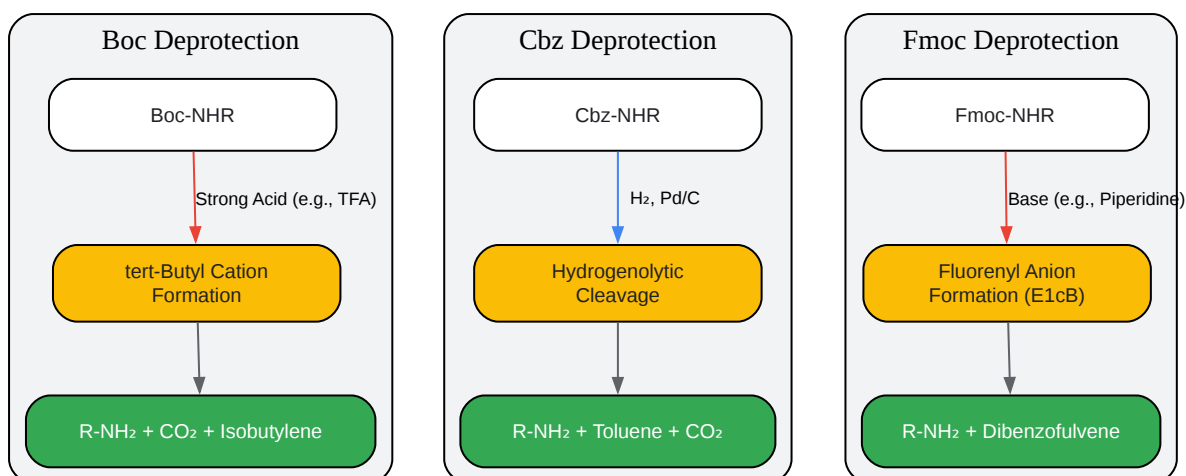 Boc Deprotection
Boc-NHR
Strong Acid (e.g., TFA)
tert-Butyl Cation
Formation
R-NH₂ + CO₂ + Isobutylene
Cbz Deprotection
Cbz-NHR
H₂, Pd/C
Hydrogenolytic
Cleavage
R-NH₂ + Toluene + CO₂
Fmoc Deprotection
Fmoc-NHR
Base (e.g., Piperidine)
Fluorenyl Anion
Formation (E1cB)
R-NH₂ + Dibenzofulvene